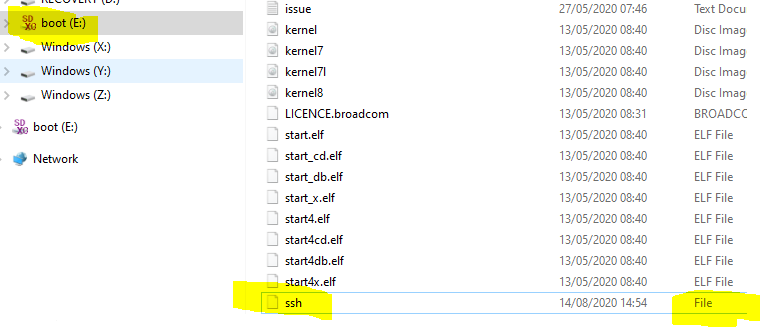 RECOVERY (D:)
boot (E:)
Windows (X:)
Windows (Y:)
Windows (Z:)
boot (E:)
Network
issue 27/05/2020 07:46 Text Docu
kernel 13/05/2020 08:40 Disc Imag
kernel7 13/05/2020 08:40 Disc Imag
kernel7l 13/05/2020 08:40 Disc Imag
kernel8 13/05/2020 08:40 Disc Imag
LICENCE.broadcom 13/05/2020 08:31 BROADCC
start.elf 13/05/2020 08:40 ELF File
start_cd.elf 13/05/2020 08:40 ELF File
start_db.elf 13/05/2020 08:40 ELF File
start_x.elf 13/05/2020 08:40 ELF File
start4.elf 13/05/2020 08:40 ELF File
start4cd.elf 13/05/2020 08:40 ELF File
start4db.elf 13/05/2020 08:40 ELF File
start4x.elf 13/05/2020 08:40 ELF File
ssh 14/08/2020 14:54 File